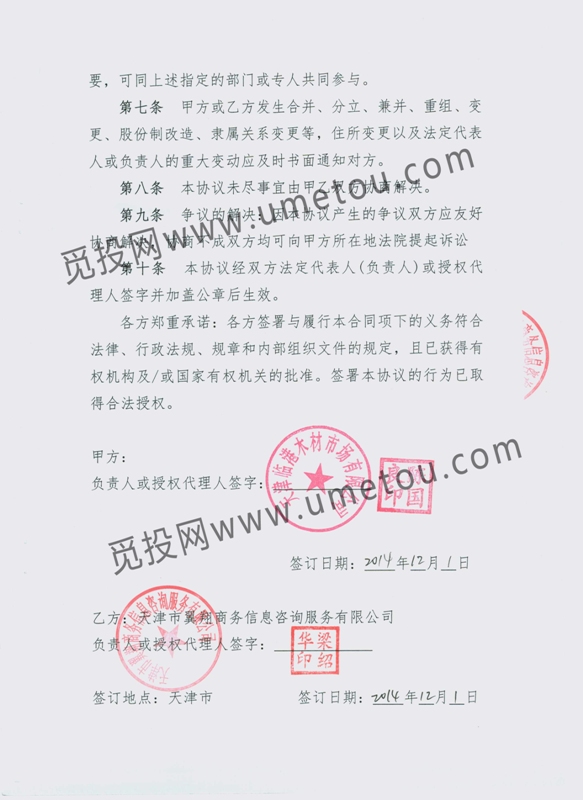 要，可同上述指定的部门或专人共同参与。
第七条 甲方或乙方发生合并、分立、兼并、重组、变
更、股份制改造、隶属关系变更等，住所变更以及法定代表
人或负责人的重大变动应及时书面通知对方。
第八条 本协议未尽事宜由甲乙双方协商解决。
第九条 争议的解决：因本协议产生的争议双方应友好
协商解决，协商不成双方均可向甲方所在地法院提起诉讼
第十条 本协议经双方法定代表人(负责人)或授权代
理人签字并加盖公章后生效。
各方郑重承诺：各方签署与履行本合同项下的义务符合
法律、行政法规、规章和内部组织文件的规定，且已获得有
权机构及/或国家有权机关的批准。签署本协议的行为已取
得合法授权。
甲方：
天津临港木材市场有限公司
负责人或授权代理人签字：
签订日期：2014年12月1日
乙方：天津市翼翔商务信息咨询服务有限公司
负责人或授权代理人签字：
梁绍华印
签订地点：天津市 签订日期：2014年12月1日
觅投网www.umetou.com
觅投网www.umetou.com